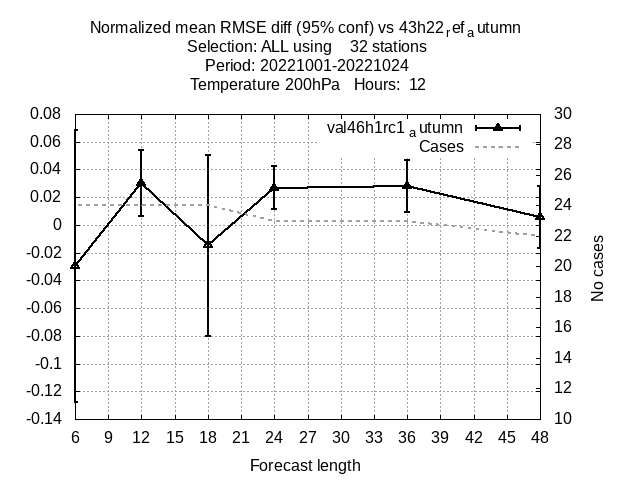 Normalized mean RMSE diff (95% conf) vs 43h22ᵣefₐutumn
Selection: ALL using 32 stations
Period: 20221001-20221024
Temperature 200hPa Hours: 12
val46h1rc1ₐutumn
Cases
0.08
0.06
0.04
0.02
0
-0.02
-0.04
-0.06
-0.08
-0.1
-0.12
-0.14
30
28
26
24
22
20
18
16
14
12
10
No cases
6 9 12 15 18 21 24 27 30 33 36 39 42 45 48
Forecast length